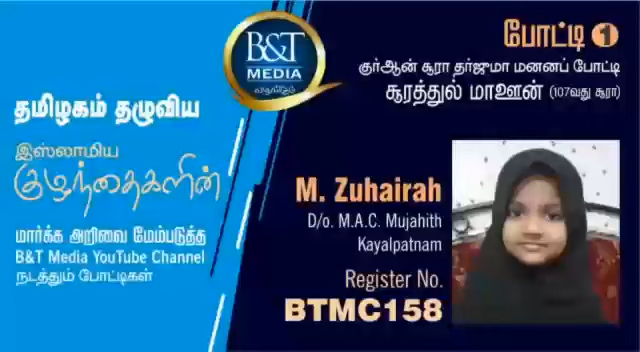 B&T
MEDIA
வழங்கும்
தமிழகம் தழுவிய
இஸ்லாமிய
குழந்தைகளின்
மார்க்க அறிவை மேம்படுத்த
B&T Media YouTube Channel
நடத்தும் போட்டிகள்
போட்டி 1
குர்ஆன் சூரா தர்ஜுமா மனனப் போட்டி
சூரத்துல் மாஊன் (107வது சூரா)
M. Zuhairah
D/o. M.A.C. Mujahith
Kayalpatnam
Register No.
BTMC158